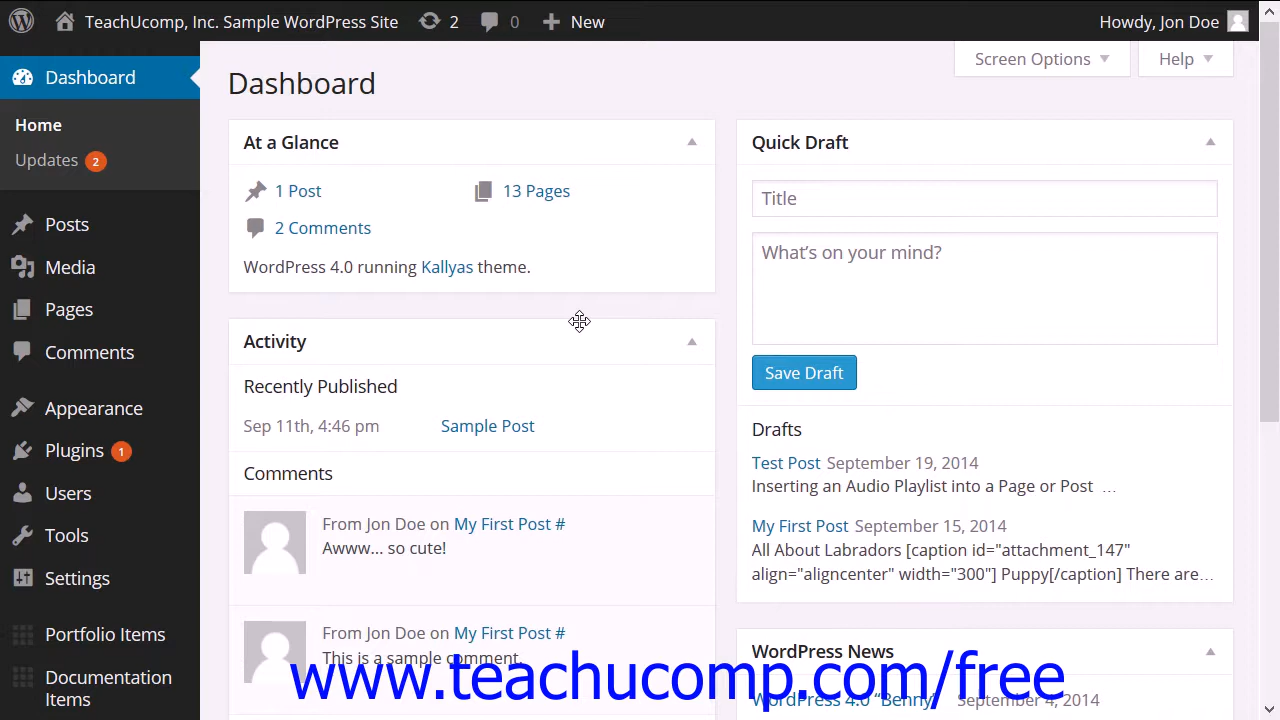 TeachUcomp, Inc. Sample WordPress Site 2 0 New Howdy, Jon Doe
Dashboard
Home
Updates 2
Posts
Media
Pages
Comments
Appearance
Plugins 1
Users
Tools
Settings
Portfolio Items
Documentation
Items
Screen Options Help
Dashboard
At a Glance
1 Post 13 Pages
2 Comments
WordPress 4.0 running Kallyas theme.
Activity
Recently Published
Sep 11th, 4:46 pm Sample Post
Comments
From Jon Doe on My First Post #
Awww... so cute!
From Jon Doe on My First Post #
This is a sample comment.
Quick Draft
Title
What's on your mind?
Save Draft
Drafts
Test Post September 19, 2014
Inserting an Audio Playlist into a Page or Post …
My First Post September 15, 2014
All About Labradors [caption id="attachment_147"
align="aligncenter" width="300"] Puppy[/caption] There are…
WordPress News
WordPress 4.0 “Benny” September 4, 2014
www.teachucomp.com/free